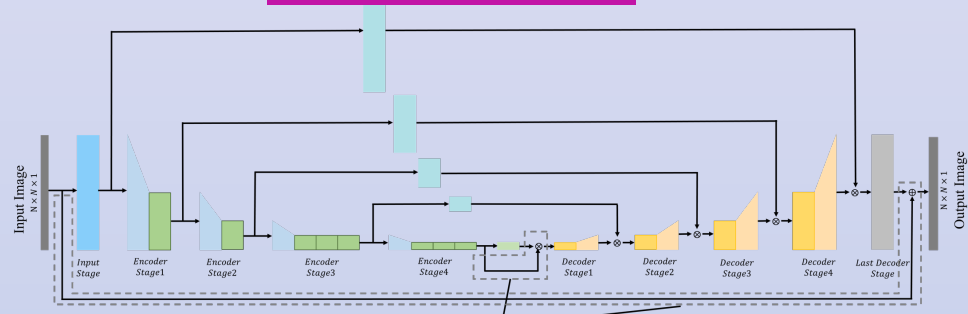 Input Image
N × N × 1
Input
Stage
Encoder
Stage1
Encoder
Stage2
Encoder
Stage3
Encoder
Stage4
Decoder
Stage1
Decoder
Stage2
Decoder
Stage3
Decoder
Stage4
Last Decoder
Stage
N × N × 1
Output Image